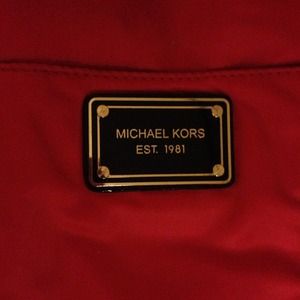 MICHAEL KORS
EST. 1981